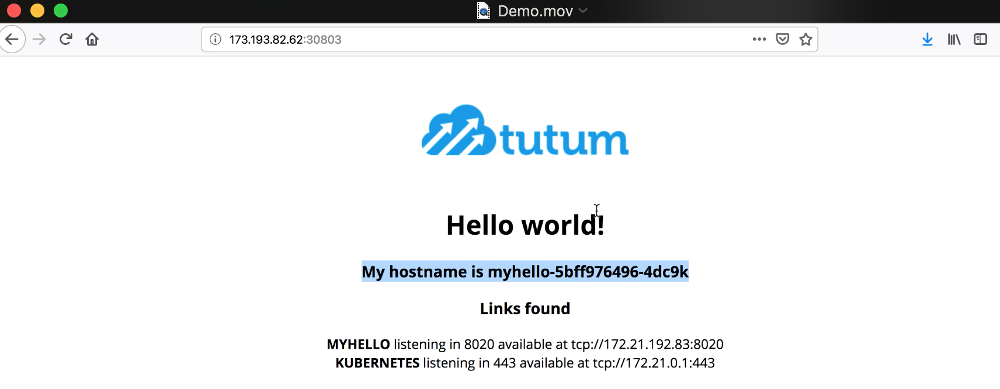 Demo.mov
173.193.82.62:30803
tutum
Hello world!
My hostname is myhello-5bff976496-4dc9k
Links found
MYHELLO listening in 8020 available at tcp://172.21.192.83:8020
KUBERNETES listening in 443 available at tcp://172.21.0.1:443